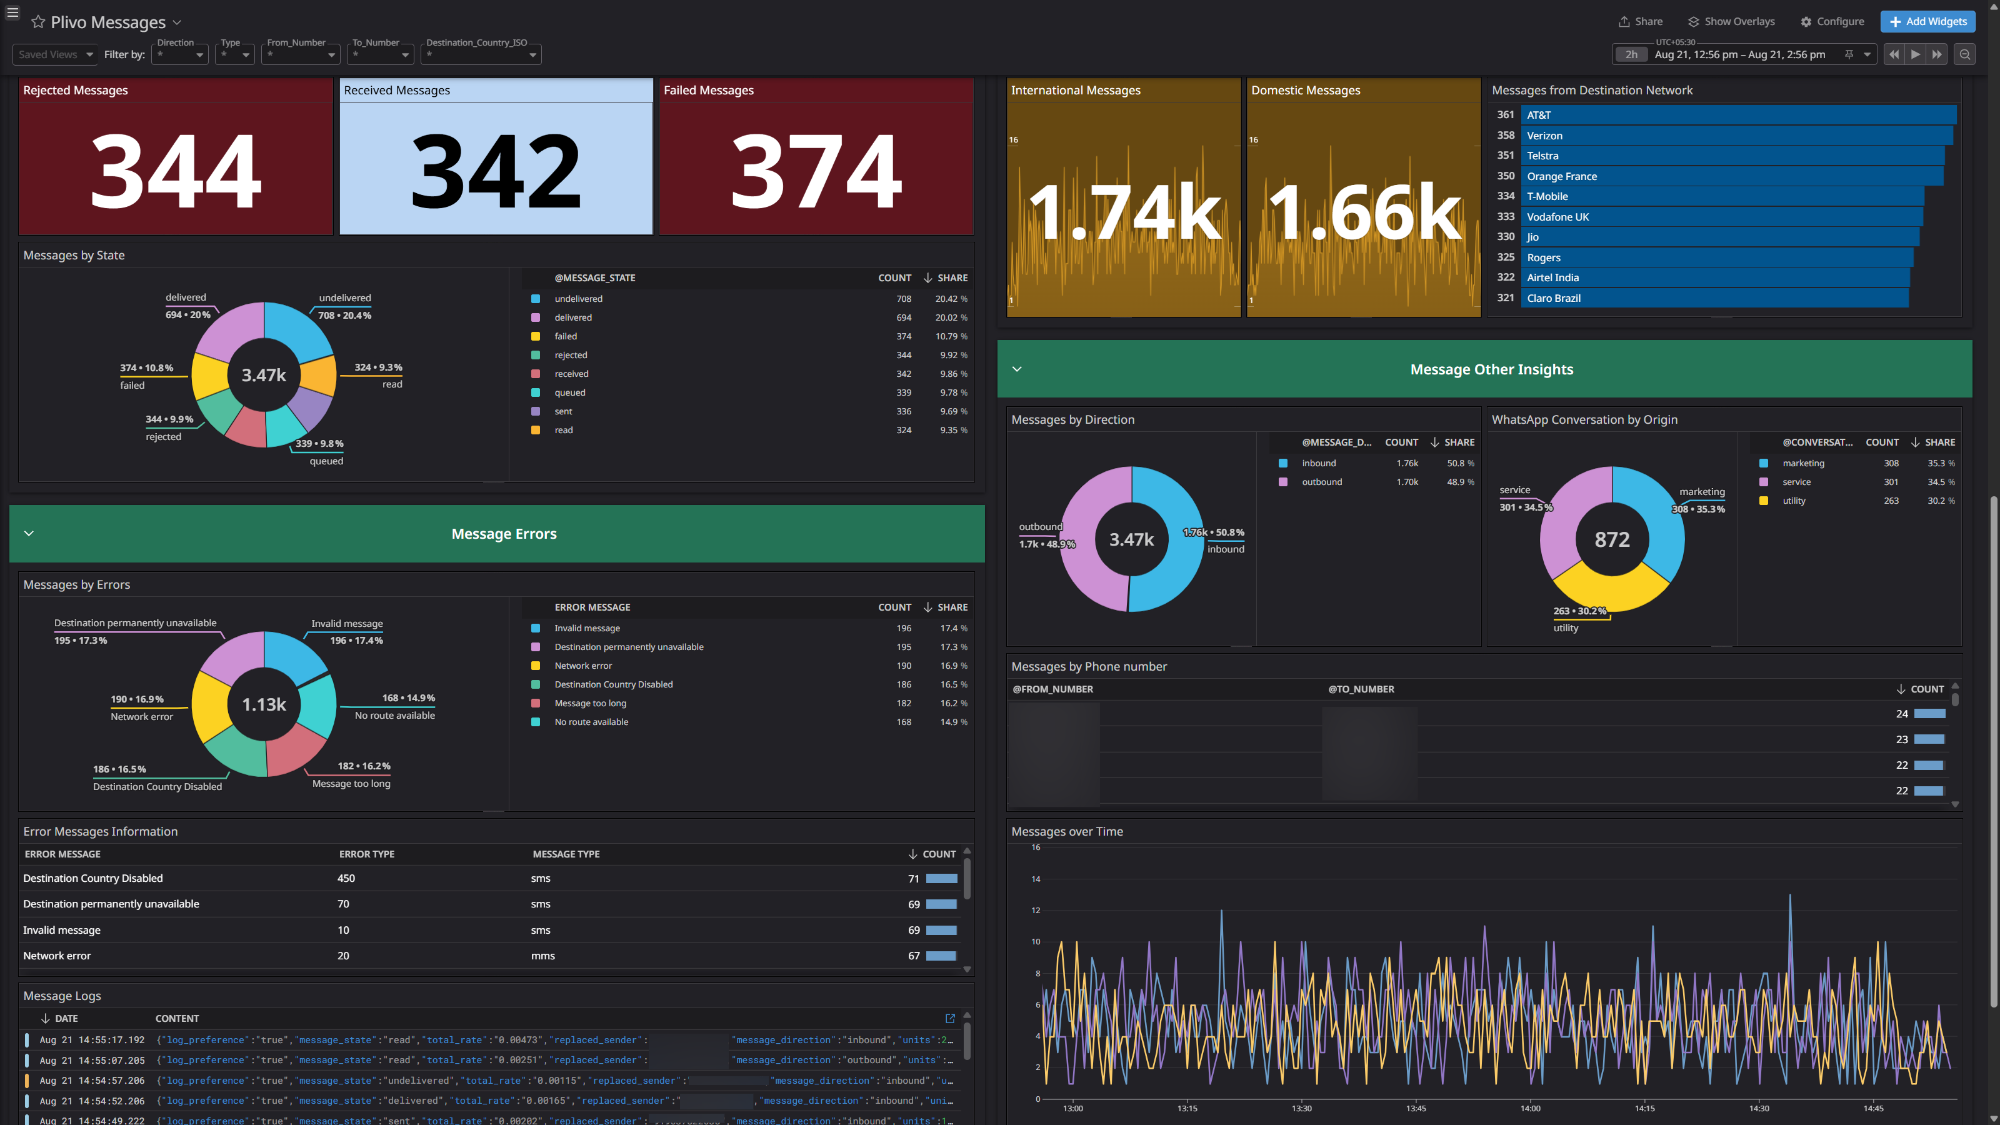 Plivo Messages
Share
Show Overlays
Configure
+ Add Widgets
Saved Views
Filter by:
Direction
*
Type
*
From_Number
*
To_Number
*
Destination_Country_ISO
*
UTC+05:30
2h
Aug 21, 12:56 pm – Aug 21, 2:56 pm
Rejected Messages
344
Received Messages
342
Failed Messages
374
Messages by State
delivered
694 • 20%
undelivered
708 • 20.4%
374 • 10.8%
failed
324 • 9.3%
read
344 • 9.9%
rejected
339 • 9.8%
queued
3.47k
@MESSAGE_STATE COUNT SHARE
undelivered 708 20.42 %
delivered 694 20.02 %
failed 374 10.79 %
rejected 344 9.92 %
received 342 9.86 %
queued 339 9.78 %
sent 336 9.69 %
read 324 9.35 %
Message Errors
Messages by Errors
Destination permanently unavailable
195 • 17.3%
Invalid message
196 • 17.4%
190 • 16.9%
Network error
168 • 14.9%
No route available
186 • 16.5%
Destination Country Disabled
182 • 16.2%
Message too long
1.13k
ERROR MESSAGE COUNT SHARE
Invalid message 196 17.4 %
Destination permanently unavailable 195 17.3 %
Network error 190 16.9 %
Destination Country Disabled 186 16.5 %
Message too long 182 16.2 %
No route available 168 14.9 %
Error Messages Information
ERROR MESSAGE ERROR TYPE MESSAGE TYPE COUNT
Destination Country Disabled 450 sms 71
Destination permanently unavailable 70 sms 69
Invalid message 10 sms 69
Network error 20 mms 67
Message Logs
DATE CONTENT
Aug 21 14:55:17.192 {"log_preference":"true","message_state":"read","total_rate":"0.00473","replaced_sender": "message_direction":"inbound","units":2…
Aug 21 14:55:07.205 {"log_preference":"true","message_state":"read","total_rate":"0.00251","replaced_sender": "message_direction":"outbound","units":…
Aug 21 14:54:57.206 {"log_preference":"true","message_state":"undelivered","total_rate":"0.00115","replaced_sender":" "message_direction":"inbound","u…
Aug 21 14:54:52.206 {"log_preference":"true","message_state":"delivered","total_rate":"0.00165","replaced_sender":" ,"message_direction":"inbound","uni…
Aug 21 14:54:49.222 {"log_preference":"true","message_state":"sent","total_rate":"0.00202","replaced_sender":" ,"message_direction":"inbound","units":1…
International Messages
16
1.74k
1
Domestic Messages
16
1.66k
1
Messages from Destination Network
361 AT&T
358 Verizon
351 Telstra
350 Orange France
334 T-Mobile
333 Vodafone UK
330 Jio
325 Rogers
322 Airtel India
321 Claro Brazil
Message Other Insights
Messages by Direction
outbound
1.7k • 48.9%
1.76k • 50.8%
inbound
3.47k
@MESSAGE_D... COUNT SHARE
inbound 1.76k 50.8 %
outbound 1.70k 48.9 %
WhatsApp Conversation by Origin
service
301 • 34.5%
marketing
308 • 35.3%
263 • 30.2%
utility
872
@CONVERSAT... COUNT SHARE
marketing 308 35.3 %
service 301 34.5 %
utility 263 30.2 %
Messages by Phone number
@FROM_NUMBER @TO_NUMBER COUNT
24
23
22
22
Messages over Time
16
14
12
10
8
6
4
2
0
13:00 13:15 13:30 13:45 14:00 14:15 14:30 14:45